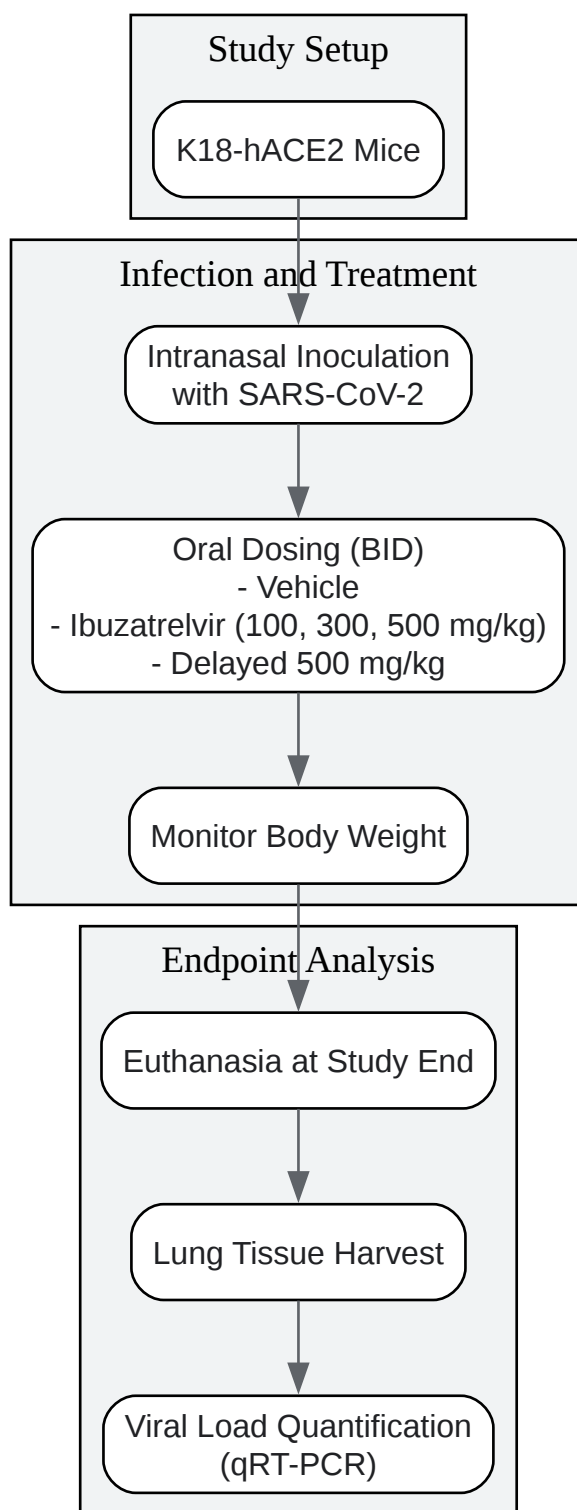 Study Setup
K18-hACE2 Mice
Infection and Treatment
Intranasal Inoculation
with SARS-CoV-2
Oral Dosing (BID)
- Vehicle
- Ibuzatrelvir (100, 300, 500 mg/kg)
- Delayed 500 mg/kg
Monitor Body Weight
Endpoint Analysis
Euthanasia at Study End
Lung Tissue Harvest
Viral Load Quantification
(qRT-PCR)